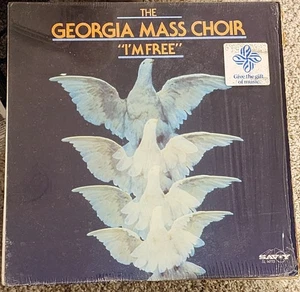 THE
GEORGIA MASS CHOIR
"I'M FREE"
Give the gift
of music.
SAVOY